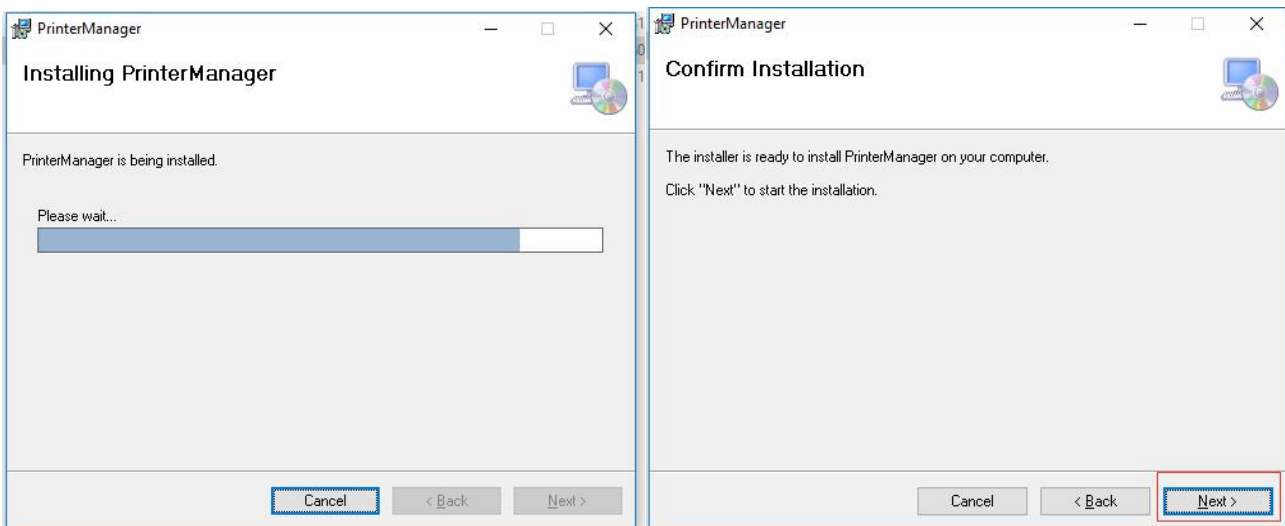 PrinterManager
Installing PrinterManager
PrinterManager is being installed.
Please wait...
Cancel
< Back
Next >
PrinterManager
Confirm Installation
The installer is ready to install PrinterManager on your computer.
Click "Next" to start the installation.
Cancel
< Back
Next >